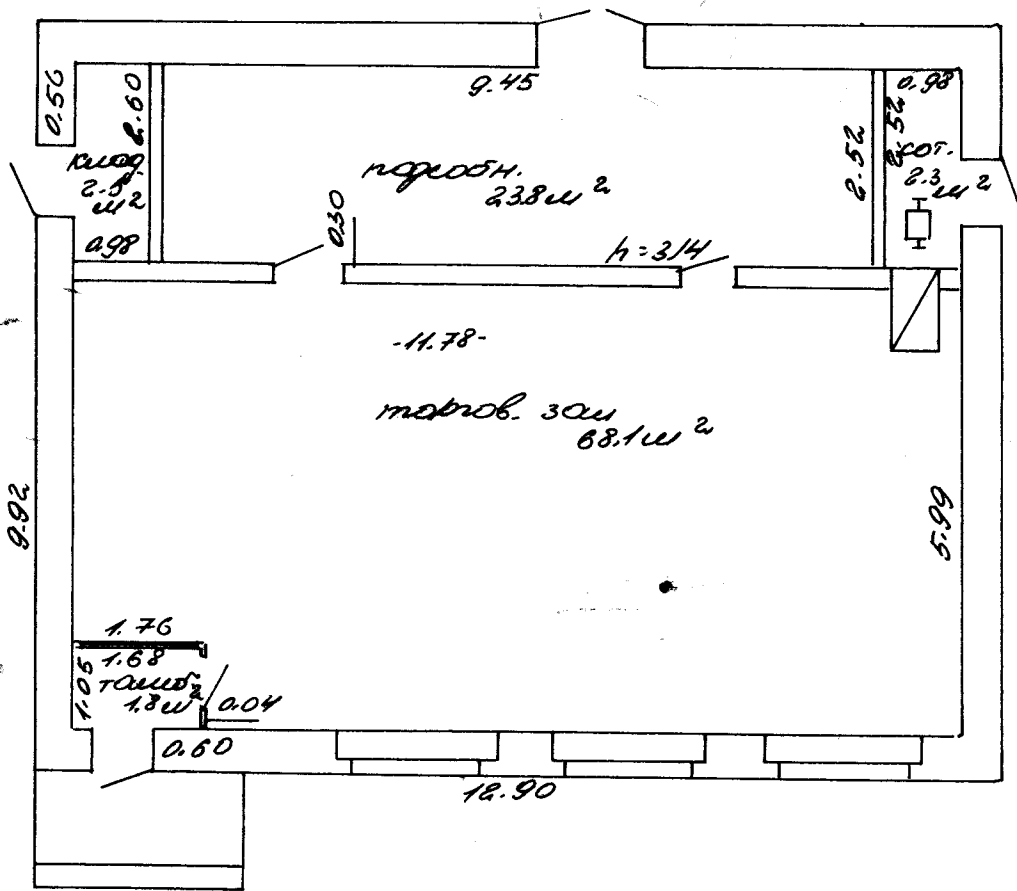 0.56
2.60
9.45
0.98
2.52
2.52
клад.
2.5
м²
подсобн.
23.8 м²
кот.
2.3
м²
0.98
0.30
h=3.14
-11.78-
торгов. зал
68.1 м²
9.92
5.99
1.76
1.68
1.05
тамб.
1.8 м²
0.04
0.60
12.90